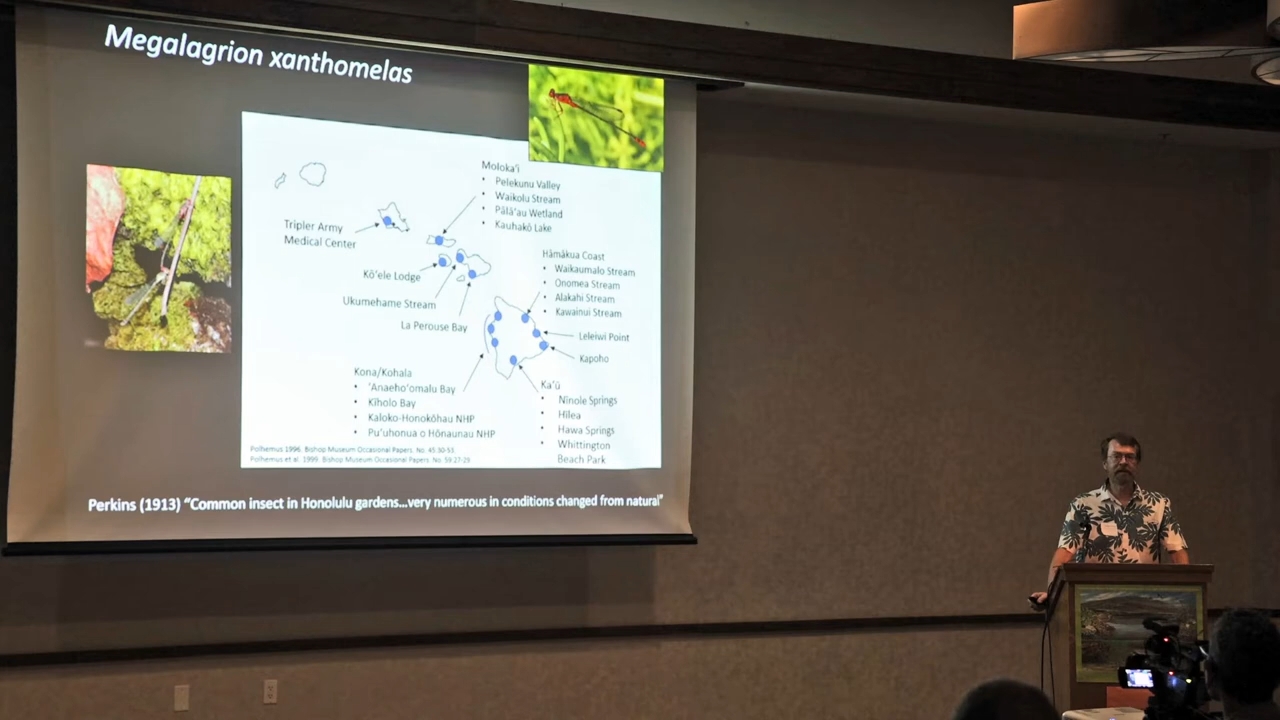 Megalagrion xanthomelas
Moloka'i
• Pelekunu Valley
• Waikolu Stream
• Pālā'au Wetland
• Kauhakō Lake
Tripler Army
Medical Center
Hāmākua Coast
• Waikaumalo Stream
• Onomea Stream
• Alakahi Stream
• Kawainui Stream
Kō'ele Lodge
Ukumehame Stream
La Perouse Bay
Leleiwi Point
Kapoho
Kona/Kohala
• 'Anaeho'omalu Bay
• Kīholo Bay
• Kaloko-Honokōhau NHP
• Pu'uhonua o Hōnaunau NHP
Ka'ū
• Ninole Springs
• Hilea
• Hawa Springs
• Whittington
Beach Park
Polhemus 1996. Bishop Museum Occasional Papers. No. 45:30-53.
Polhemus et al. 1999. Bishop Museum Occasional Papers. No. 59:27-29.
Perkins (1913) “Common insect in Honolulu gardens...very numerous in conditions changed from natural”